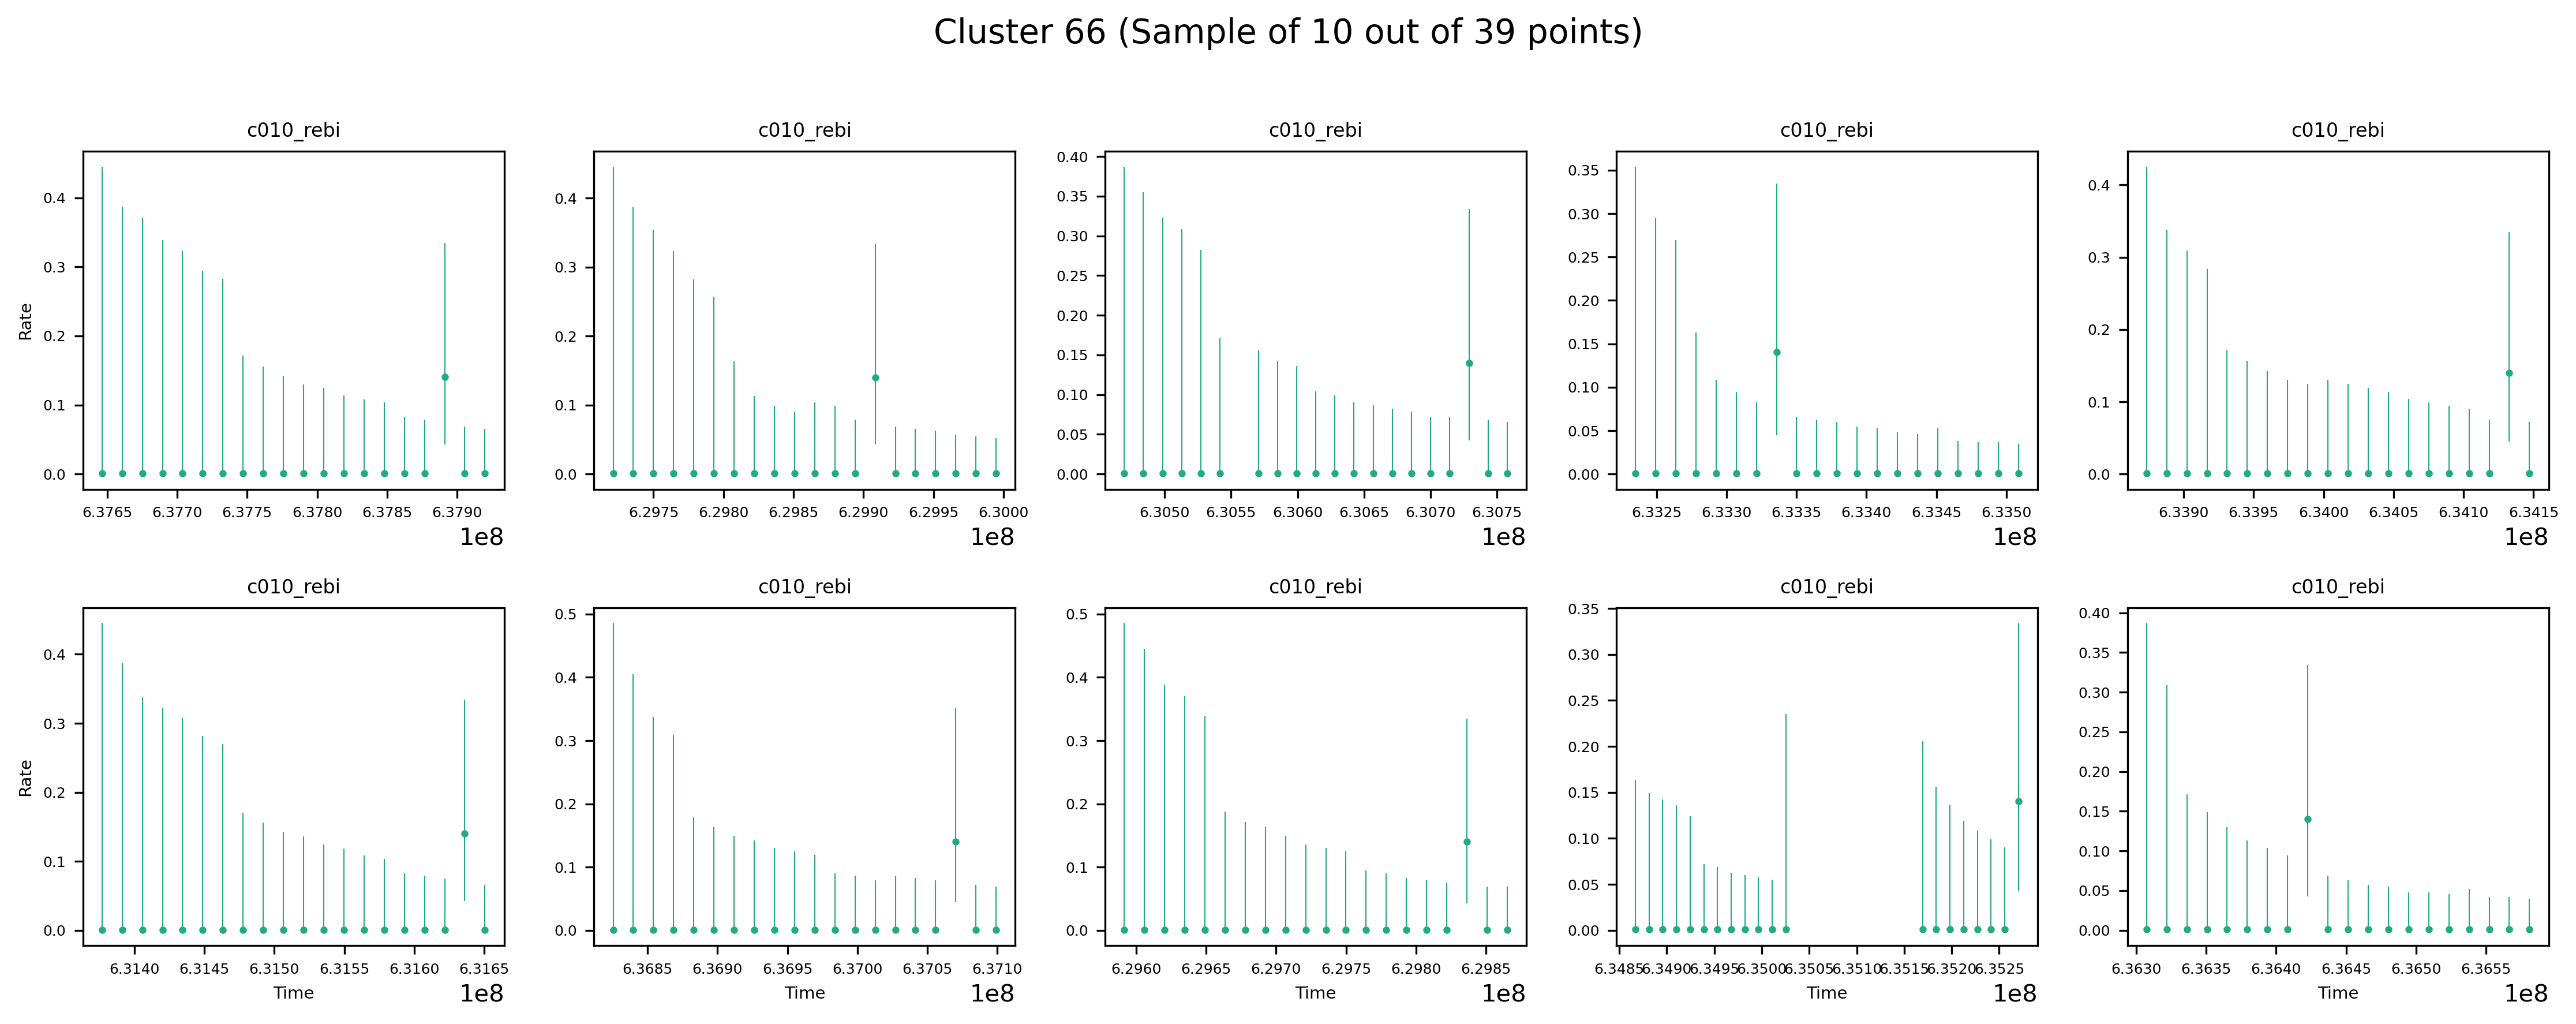 Cluster 66 (Sample of 10 out of 39 points)
c010_rebi c010_rebi c010_rebi c010_rebi c010_rebi
Rate
0.4 0.3 0.2 0.1 0.0
6.3765 6.3770 6.3775 6.3780 6.3785 6.3790
1e8
0.4 0.3 0.2 0.1 0.0
6.2975 6.2980 6.2985 6.2990 6.2995 6.3000
1e8
0.40 0.35 0.30 0.25 0.20 0.15 0.10 0.05 0.00
6.3050 6.3055 6.3060 6.3065 6.3070 6.3075
1e8
0.35 0.30 0.25 0.20 0.15 0.10 0.05 0.00
6.3325 6.3330 6.3335 6.3340 6.3345 6.3350
1e8
0.4 0.3 0.2 0.1 0.0
6.3390 6.3395 6.3400 6.3405 6.3410 6.3415
1e8
c010_rebi c010_rebi c010_rebi c010_rebi c010_rebi
Rate
0.4 0.3 0.2 0.1 0.0
6.3140 6.3145 6.3150 6.3155 6.3160 6.3165
Time 1e8
0.5 0.4 0.3 0.2 0.1 0.0
6.3685 6.3690 6.3695 6.3700 6.3705 6.3710
Time 1e8
0.5 0.4 0.3 0.2 0.1 0.0
6.2960 6.2965 6.2970 6.2975 6.2980 6.2985
Time 1e8
0.35 0.30 0.25 0.20 0.15 0.10 0.05 0.00
6.3485 6.3490 6.3495 6.3500 6.3505 6.3510 6.3515 6.3520 6.3525
Time 1e8
0.40 0.35 0.30 0.25 0.20 0.15 0.10 0.05 0.00
6.3630 6.3635 6.3640 6.3645 6.3650 6.3655
Time 1e8